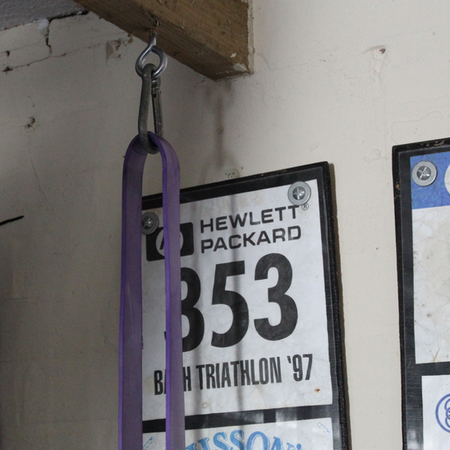 HEWLETT®
PACKARD
353
BATH TRIATHLON '97